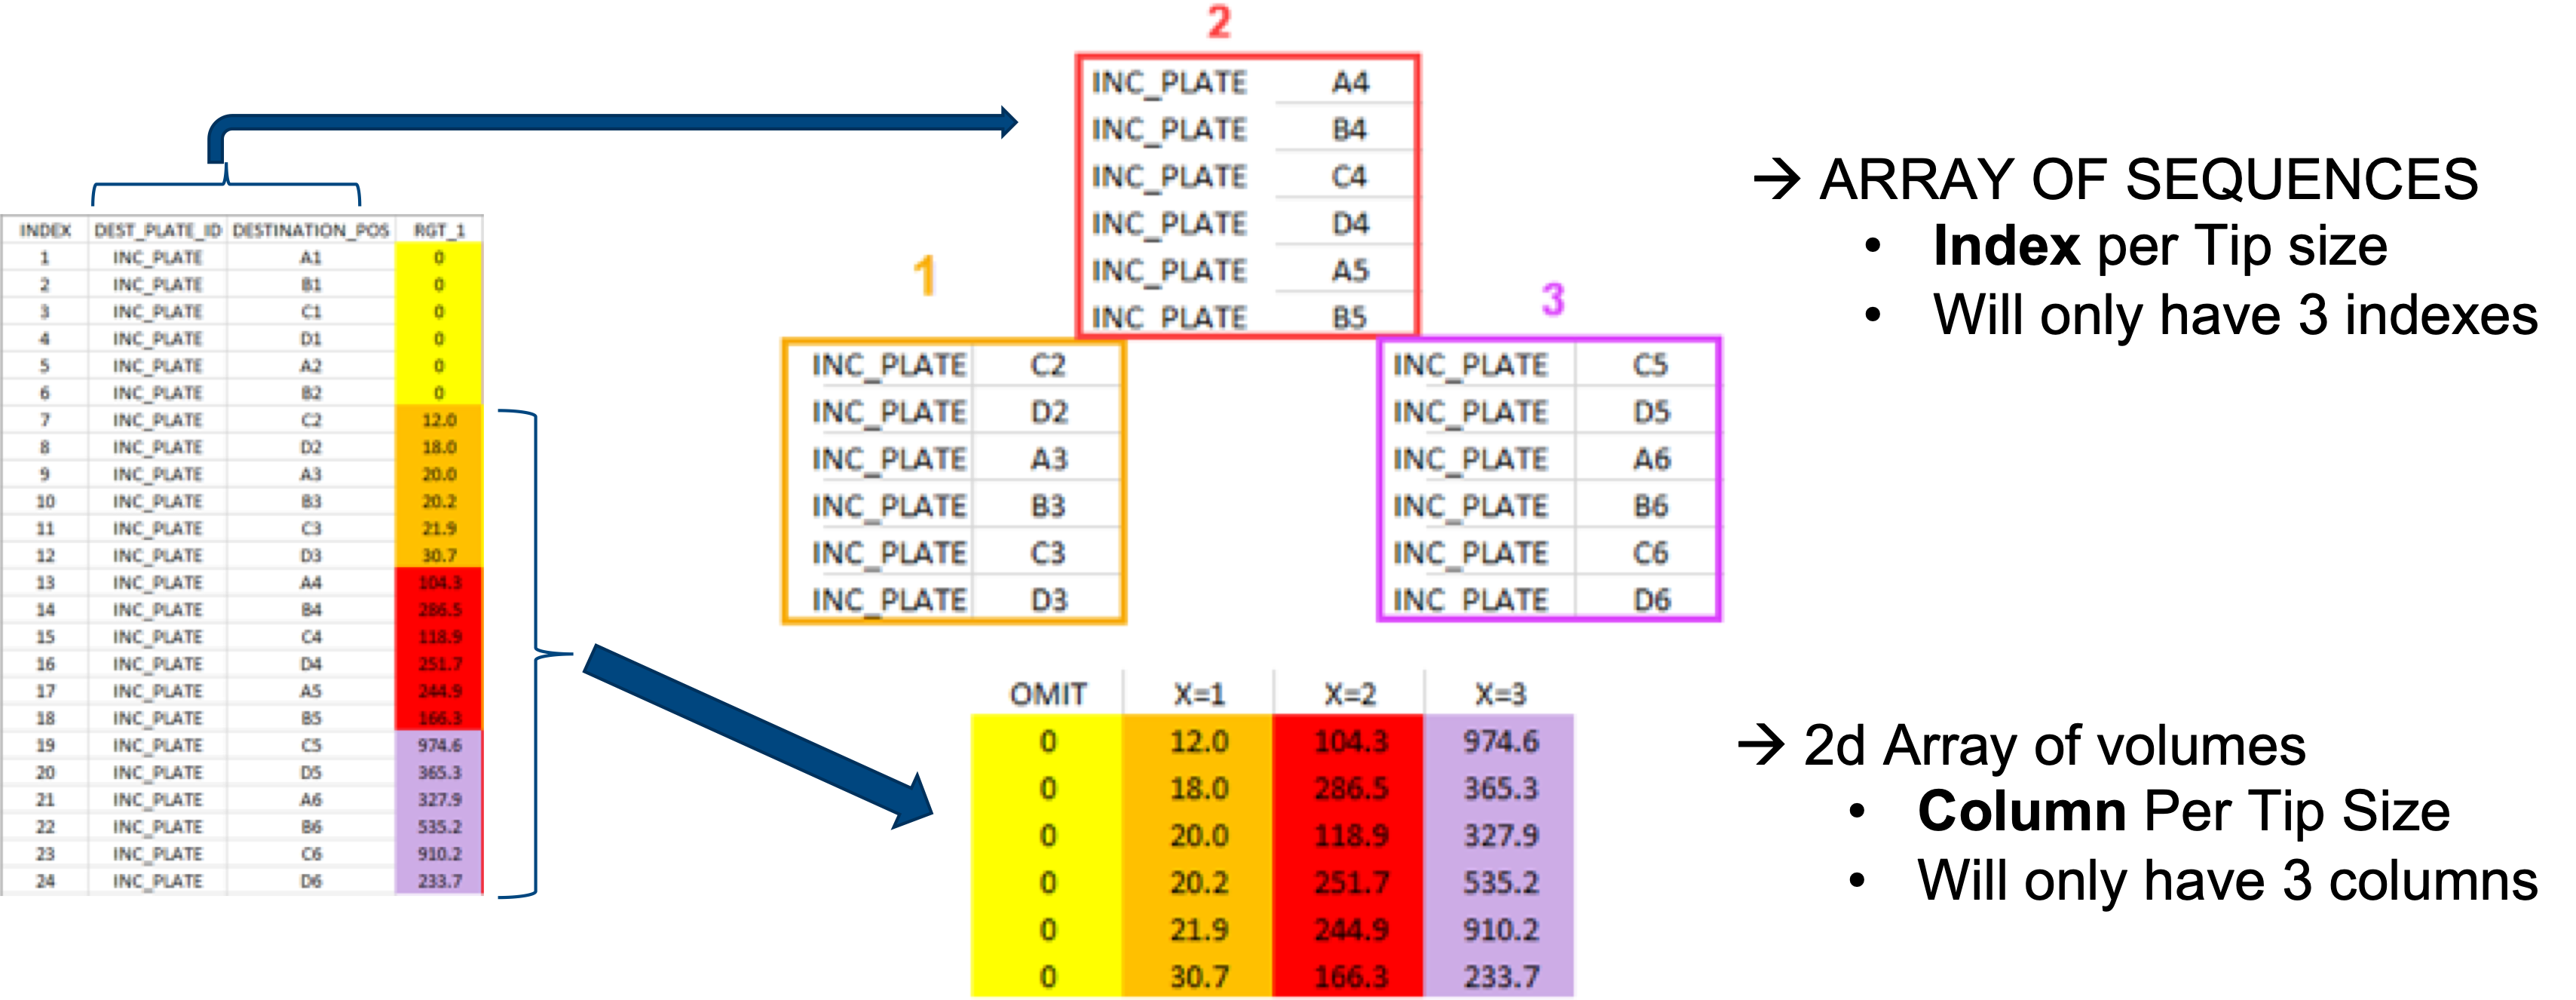 INDEX DEST_PLATE_ID DESTINATION_POS RGT_1
1 INC_PLATE A1 0
2 INC_PLATE B1 0
3 INC_PLATE C1 0
4 INC_PLATE D1 0
5 INC_PLATE A2 0
6 INC_PLATE B2 0
7 INC_PLATE C2 12.0
8 INC_PLATE D2 18.0
9 INC_PLATE A3 20.0
10 INC_PLATE B3 20.2
11 INC_PLATE C3 21.9
12 INC_PLATE D3 30.7
13 INC_PLATE A4 104.3
14 INC_PLATE B4 286.5
15 INC_PLATE C4 118.9
16 INC_PLATE D4 251.7
17 INC_PLATE A5 244.9
18 INC_PLATE B5 166.3
19 INC_PLATE C5 974.6
20 INC_PLATE D5 365.3
21 INC_PLATE A6 327.9
22 INC_PLATE B6 535.2
23 INC_PLATE C6 910.2
24 INC_PLATE D6 233.7
1
INC_PLATE C2
INC_PLATE D2
INC_PLATE A3
INC_PLATE B3
INC_PLATE C3
INC_PLATE D3
2
INC_PLATE A4
INC_PLATE B4
INC_PLATE C4
INC_PLATE D4
INC_PLATE A5
INC PLATE B5
3
INC_PLATE C5
INC_PLATE D5
INC_PLATE A6
INC_PLATE B6
INC_PLATE C6
INC PLATE D6
→ ARRAY OF SEQUENCES
• Index per Tip size
• Will only have 3 indexes
OMIT X=1 X=2 X=3
0 12.0 104.3 974.6
0 18.0 286.5 365.3
0 20.0 118.9 327.9
0 20.2 251.7 535.2
0 21.9 244.9 910.2
0 30.7 166.3 233.7
→ 2d Array of volumes
• Column Per Tip Size
• Will only have 3 columns